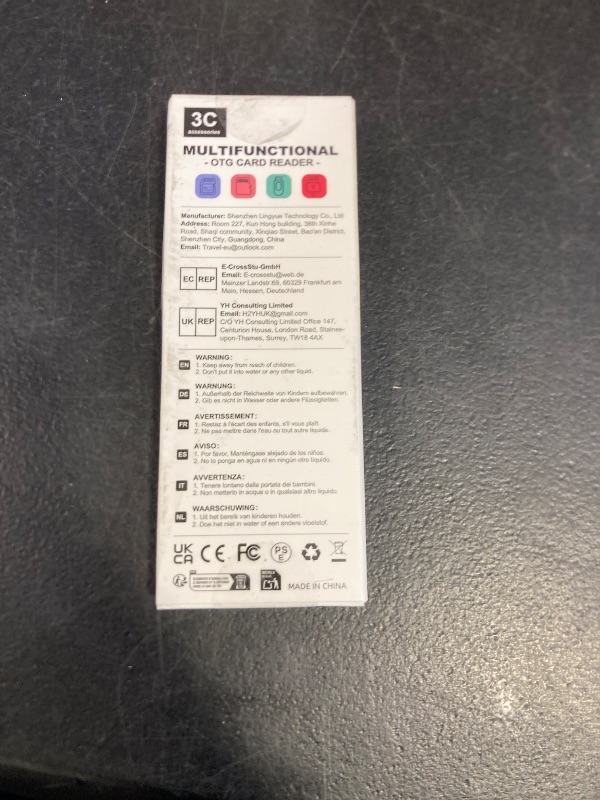 3C
accessories
MULTIFUNCTIONAL
- OTG CARD READER -
Manufacturer: Shenzhen Lingyue Technology Co., Ltd
Address: Room 227, Kun Hong building, 38th Xinhe
Road, Shaqi community, Xinqiao Street, Bao'an District,
Shenzhen City, Guangdong, China
Email: Travel-eu@outlook.com
EC REP
E-CrossStu-GmbH
Email: E-crossstu@web.de
Mainzer Landstr.69, 60329 Frankfurt am
Main, Hessen, Deutschland
UK REP
YH Consulting Limited
Email: H2YHUK@gmail.com
C/O YH Consulting Limited Office 147,
Centurion House, London Road, Staines-
upon-Thames, Surrey, TW18 4AX
EN
WARNING:
1. Keep away from reach of children.
2. Don't put it into water or any other liquid.
DE
WARNUNG:
1. Außerhalb der Reichweite von Kindern aufbewahren.
2. Gib es nicht in Wasser oder andere Flüssigkeiten.
FR
AVERTISSEMENT:
1. Restez à l'écart des enfants, s'il vous plaît.
2. Ne pas mettre dans l'eau ou tout autre liquide.
ES
AVISO:
1. Por favor, Manténgase alejado de los niños.
2. No lo ponga en agua ni en ningún otro líquido.
IT
AVVERTENZA:
1. Tenere lontano dalla portata dei bambini.
2. Non metterlo in acqua o in qualsiasi altro liquido.
NL
WAARSCHUWING:
1. Uit het bereik van kinderen houden.
2. Doe het niet in water of een andere vloeistof.
UK
CA CE FC PS
E
MADE IN CHINA